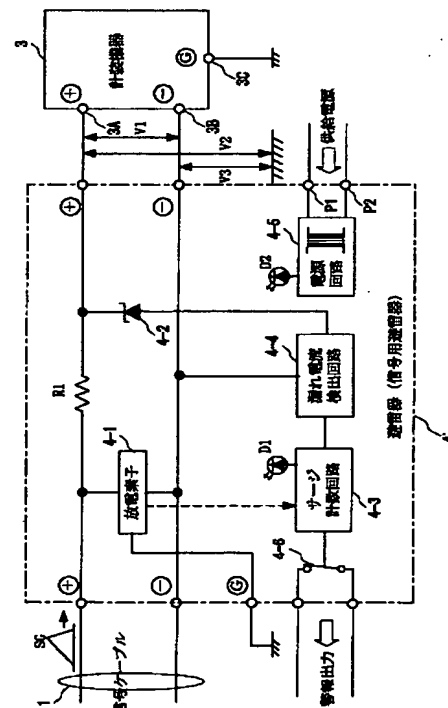 3
計装機器
G
3C
+
3A
−
3B
V1
V2
V3
供給電源
P1
P2
4-5
電源
回路
D2
4-2
4-4
漏れ電流
検出回路
R1
4-1
放電素子
D1
サージ
計数回路
4-3
4-6
避雷器（信号用避雷器）
4'
+
−
+
−
G
SG
1
信号ケーブル
警報出力